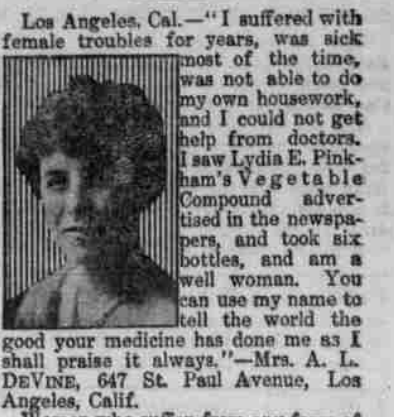 Los Angeles, Cal.—"I suffered with
female troubles for years, was sick
most of the time,
was not able to do
my own housework,
and I could not get
help from doctors.
I saw Lydia E. Pink-
ham's Vegetable
Compound adver-
tised in the newspa-
pers, and took six
bottles, and am a
well woman. You
can use my name to
tell the world the
good your medicine has done me as I
shall praise it always."—Mrs. A. L.
DEVINE, 647 St. Paul Avenue, Los
Angeles, Calif.